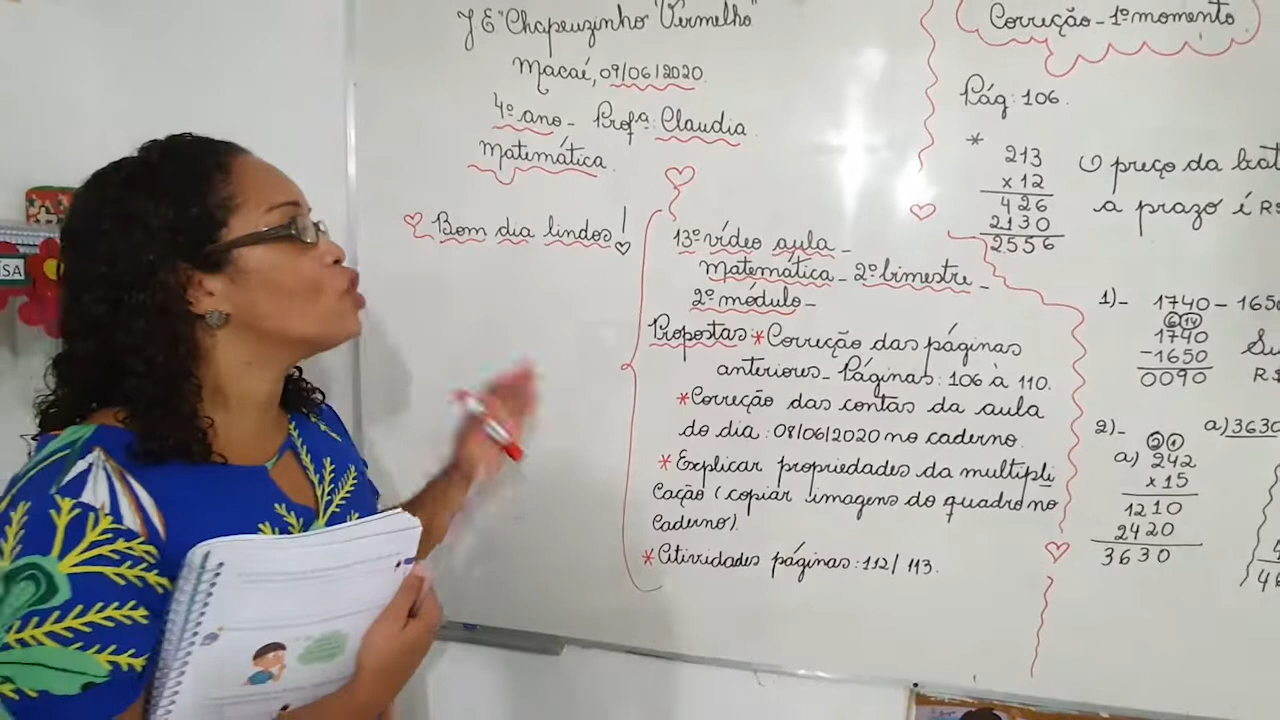 J E "Chapeuzinho Vermelho"
Macaé, 09/06/2020
4º ano - Profª: Claudia
Matemática
Bom dia lindos!
13º vídeo aula -
Matemática - 2º bimestre -
2º módulo -
Propostas: *Correção das páginas
anteriores - Páginas: 106 à 110.
*Correção das contas da aula
do dia: 08/06/2020 no caderno.
*Explicar propriedades da multipli
cação (copiar imagens do quadro no
caderno).
*Atividades páginas: 112/ 113.
Correção - 1º momento
Pág: 106.
*
213
x 12
426
2130
2556
O preço da
a prazo é
1)- 1740 - 1650
6 14
1740
-1650
0090
2)- a) 3630
2 1
a) 242
x 15
1210
2420
3630